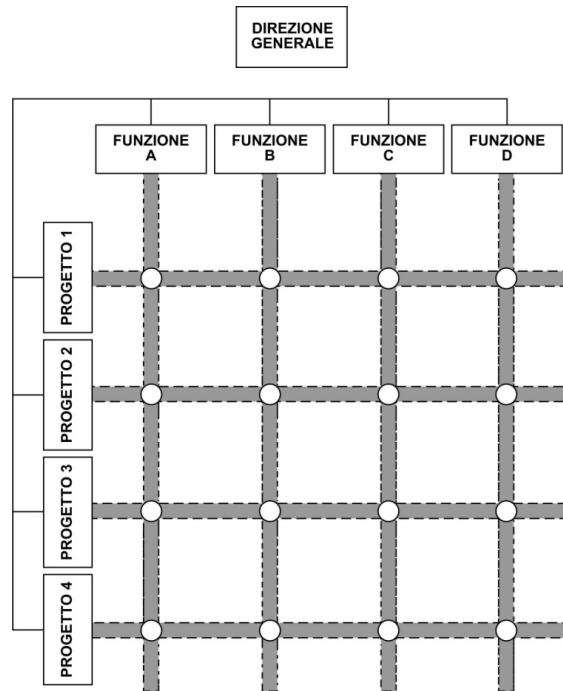 DIREZIONE
GENERALE
FUNZIONE
A
FUNZIONE
B
FUNZIONE
C
FUNZIONE
D
PROGETTO 1
PROGETTO 2
PROGETTO 3
PROGETTO 4